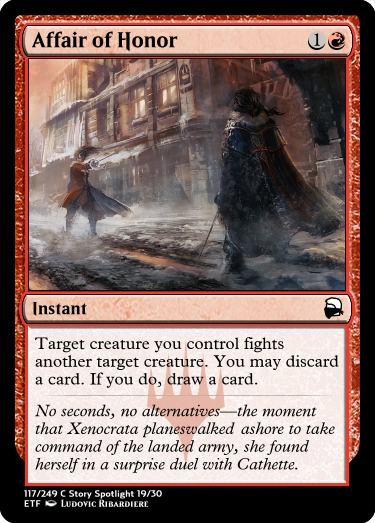 Affair of Honor 1
Instant
Target creature you control fights
another target creature. You may discard
a card. If you do, draw a card.
No seconds, no alternatives—the moment
that Xenocrata planeswalked ashore to take
command of the landed army, she found
herself in a surprise duel with Cathette.
117/249 C Story Spotlight 19/30
ETF Ludovic Ribardiere